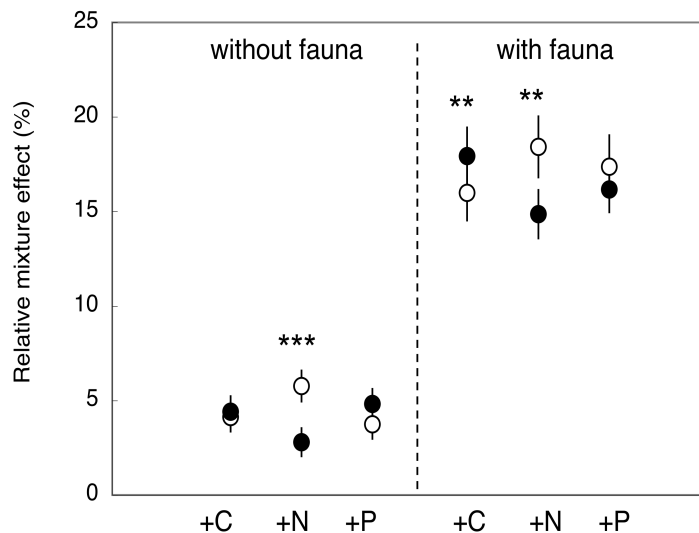 Relative mixture effect (%)
25
20
15
10
5
0
without fauna
with fauna
***
**
**
+C
+N
+P
+C
+N
+P